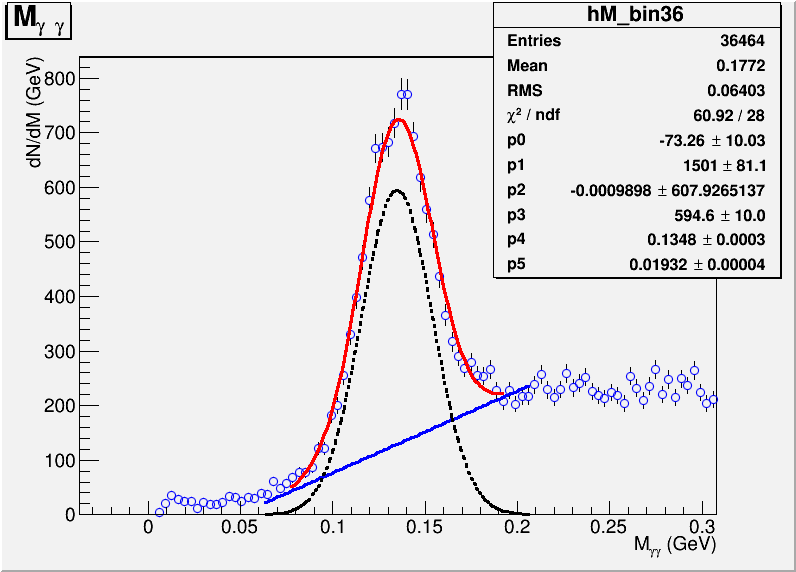 M γ γ
hM_bin36
Entries 36464
Mean 0.1772
RMS 0.06403
χ² / ndf 60.92 / 28
p0 -73.26 ± 10.03
p1 1501 ± 81.1
p2 -0.0009898 ± 607.9265137
p3 594.6 ± 10.0
p4 0.1348 ± 0.0003
p5 0.01932 ± 0.00004
dN/dM (GeV)
800
700
600
500
400
300
200
100
0
0 0.05 0.1 0.15 0.2 0.25 0.3
Mγγ (GeV)